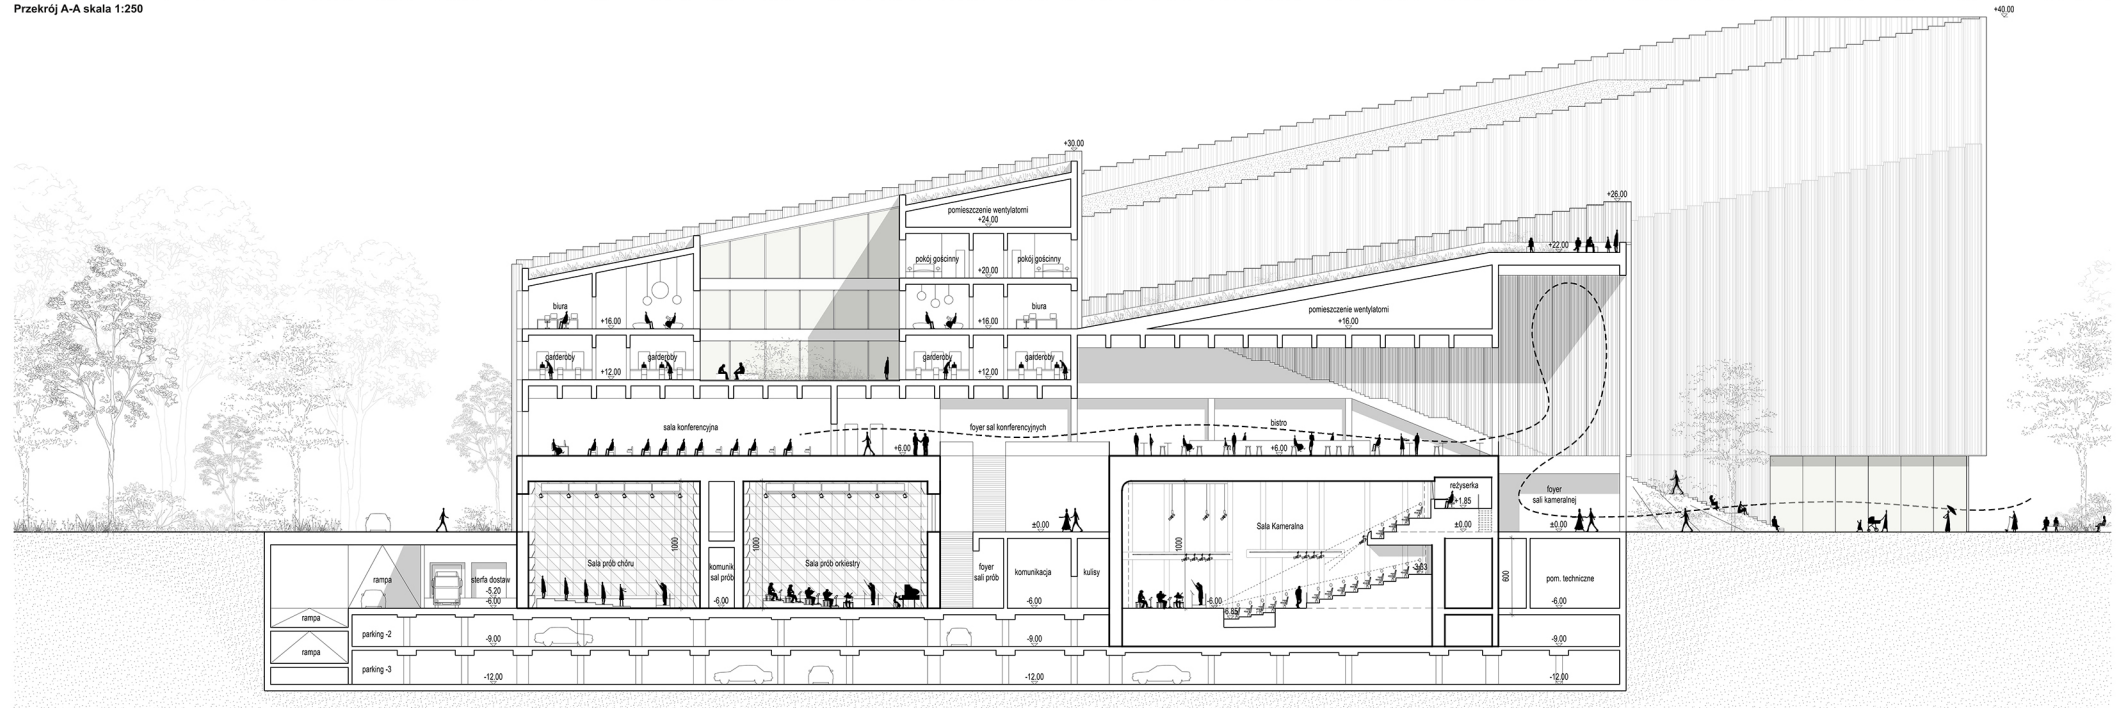 Przekrój A-A skala 1:250
+40.00
+30.00
+26.00
pomieszczenie wentylatorni
+24.00
+22.00
pokój gościnny
pokój gościnny
+20.00
biura
biura
pomieszczenie wentylatorni
+16.00
+16.00
+16.00
garderoby
garderoby
garderoby
garderoby
+12.00
+12.00
sala konferencyjna
foyer sal konnferencyjnych
bistro
+6.00
+6.00
reżyserka
+1.85
foyer
sali kameralnej
±0.00
±0.00
±0.00
Sala Kameralna
1000
1000
1000
Sala prób chóru
komunik
sal prób
Sala prób orkiestry
foyer
sali prób
komunikacja
kulisy
-3.33
600
pom. techniczne
rampa
sterfa dostaw
-5.20
-6.00
-6.00
-6.00
-6.00
-6.85
-6.00
rampa
parking -2
-9.00
-9.00
-9.00
rampa
parking -3
-12.00
-12.00
-12.00